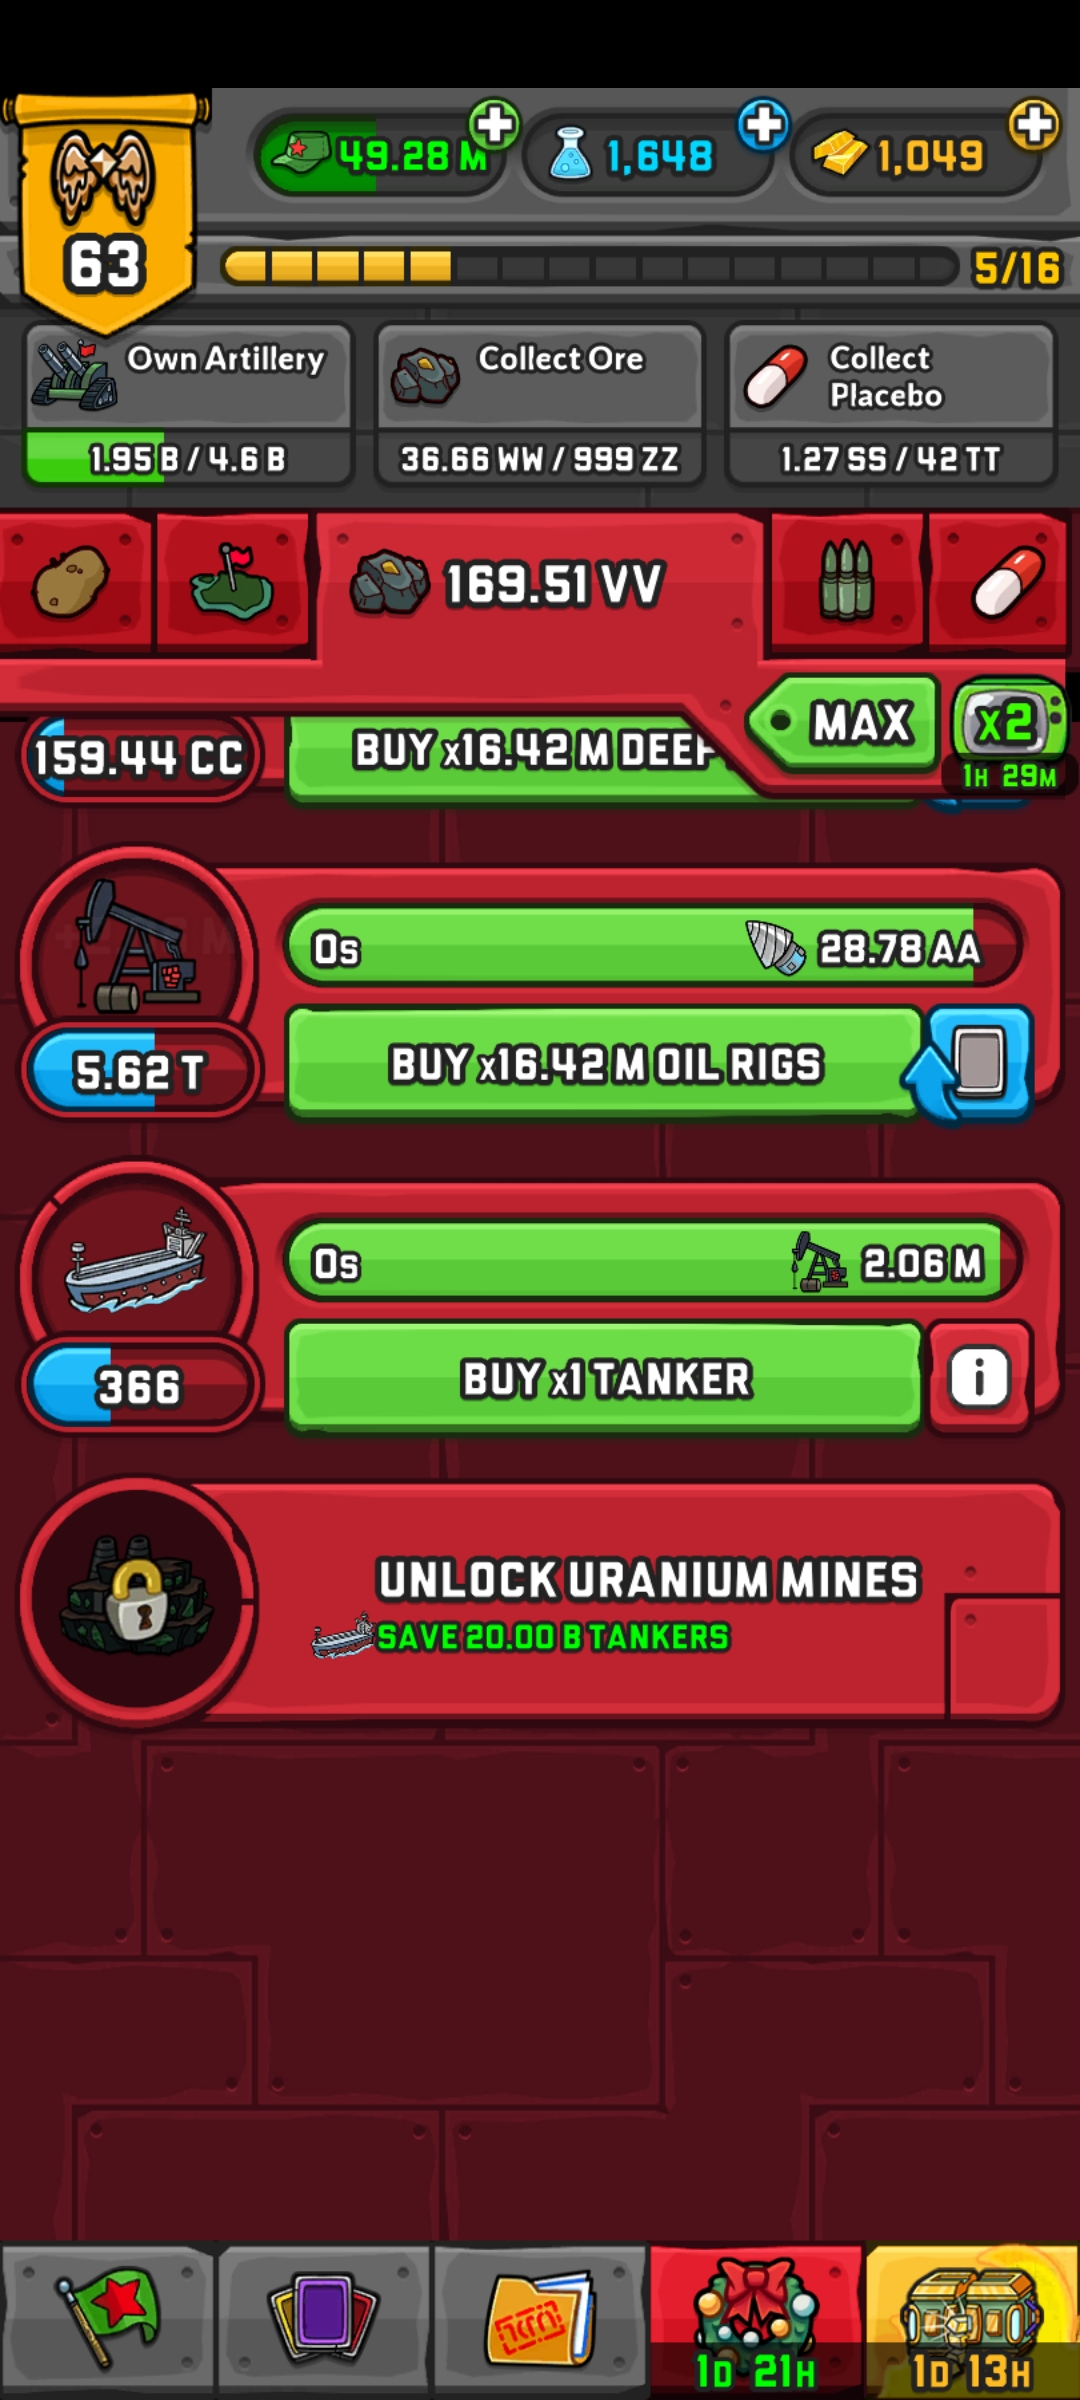 49.28 M
1,648
1,049
63
5/16
Own Artillery
1.95 B / 4.6 B
Collect Ore
36.66 WW / 999 ZZ
Collect
Placebo
1.27 SS / 42 TT
169.51 VV
MAX
x2
1H 29M
159.44 CC
BUY x16.42 M DEEP
0s
28.78 AA
5.62 T
BUY x16.42 M OIL RIGS
0s
2.06 M
366
BUY x1 TANKER
i
UNLOCK URANIUM MINES
SAVE 20.00 B TANKERS
1D 21H
1D 13H